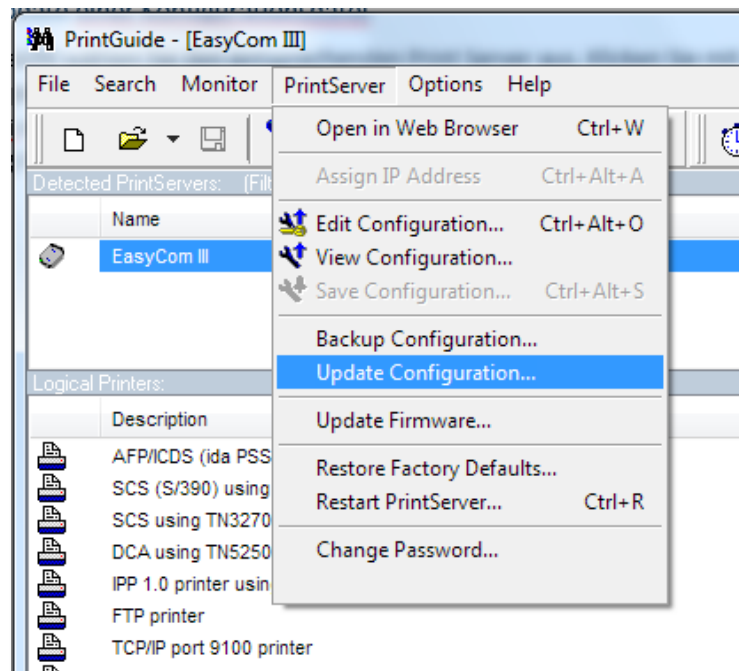 PrintGuide - [EasyCom III]
File Search Monitor PrintServer Options Help
Open in Web Browser Ctrl+W
Assign IP Address Ctrl+Alt+A
Edit Configuration... Ctrl+Alt+O
View Configuration...
Save Configuration... Ctrl+Alt+S
Backup Configuration...
Update Configuration...
Update Firmware...
Restore Factory Defaults...
Restart PrintServer... Ctrl+R
Change Password...
Detected PrintServers: (Filt
Name
EasyCom III
Logical Printers:
Description
AFP/ICDS (ida PSS
SCS (S/390) using
SCS using TN3270
DCA using TN5250
IPP 1.0 printer usin
FTP printer
TCP/IP port 9100 printer